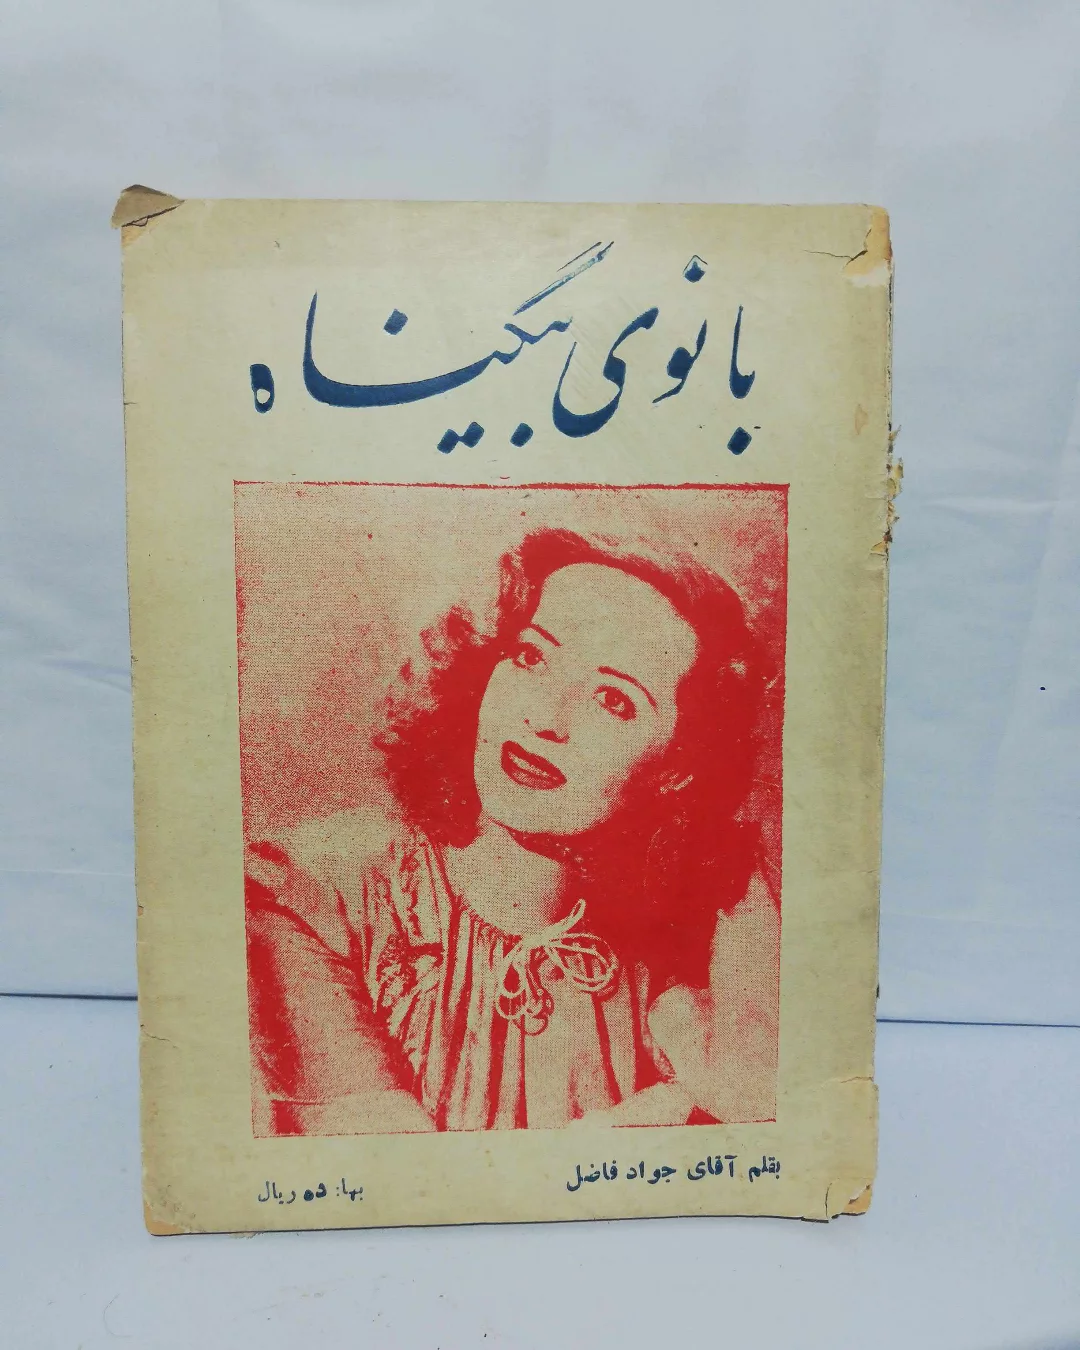 بانوی بیگناه
بقلم آقای جواد فاضل
بها: ده ریال